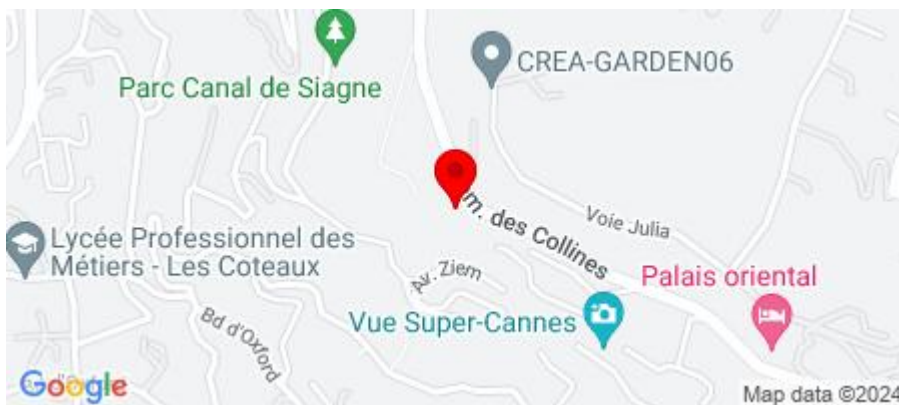 CREA-GARDEN06
Parc Canal de Siagne
m. des Collines
Voie Julia
Lycée Professionnel des
Métiers - Les Coteaux
Av. Ziem
Palais oriental
Vue Super-Cannes
Bd d'Oxford
Google
Map data ©2024